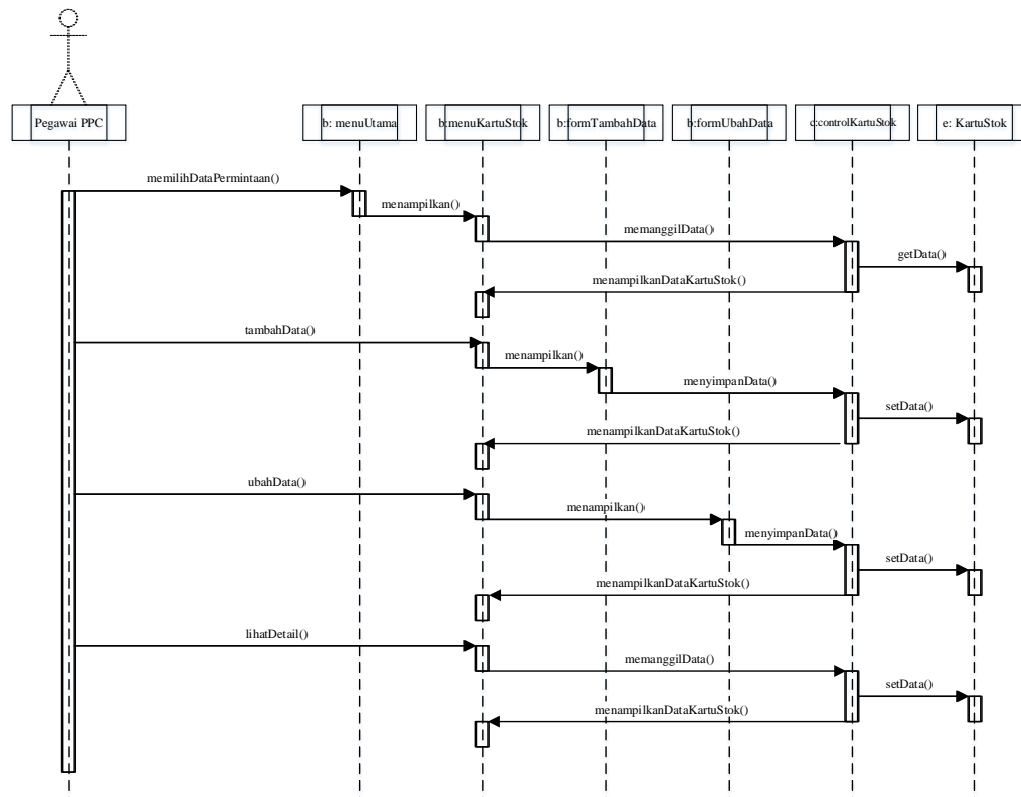 Pegawai PPC
b: menuUtama
b:menuKartuStok
b:formTambahData
b:formUbahData
c:controlKartuStok
e: KartuStok
memilihDataPermintaan()
menampilkan()
memanggilData()
getData()
menampilkanDataKartuStok()
tambahData()
menampilkan()
menyimpanData()
setData()
menampilkanDataKartuStok()
ubahData()
menampilkan()
menyimpanData()
setData()
menampilkanDataKartuStok()
lihatDetail()
memanggilData()
setData()
menampilkanDataKartuStok()